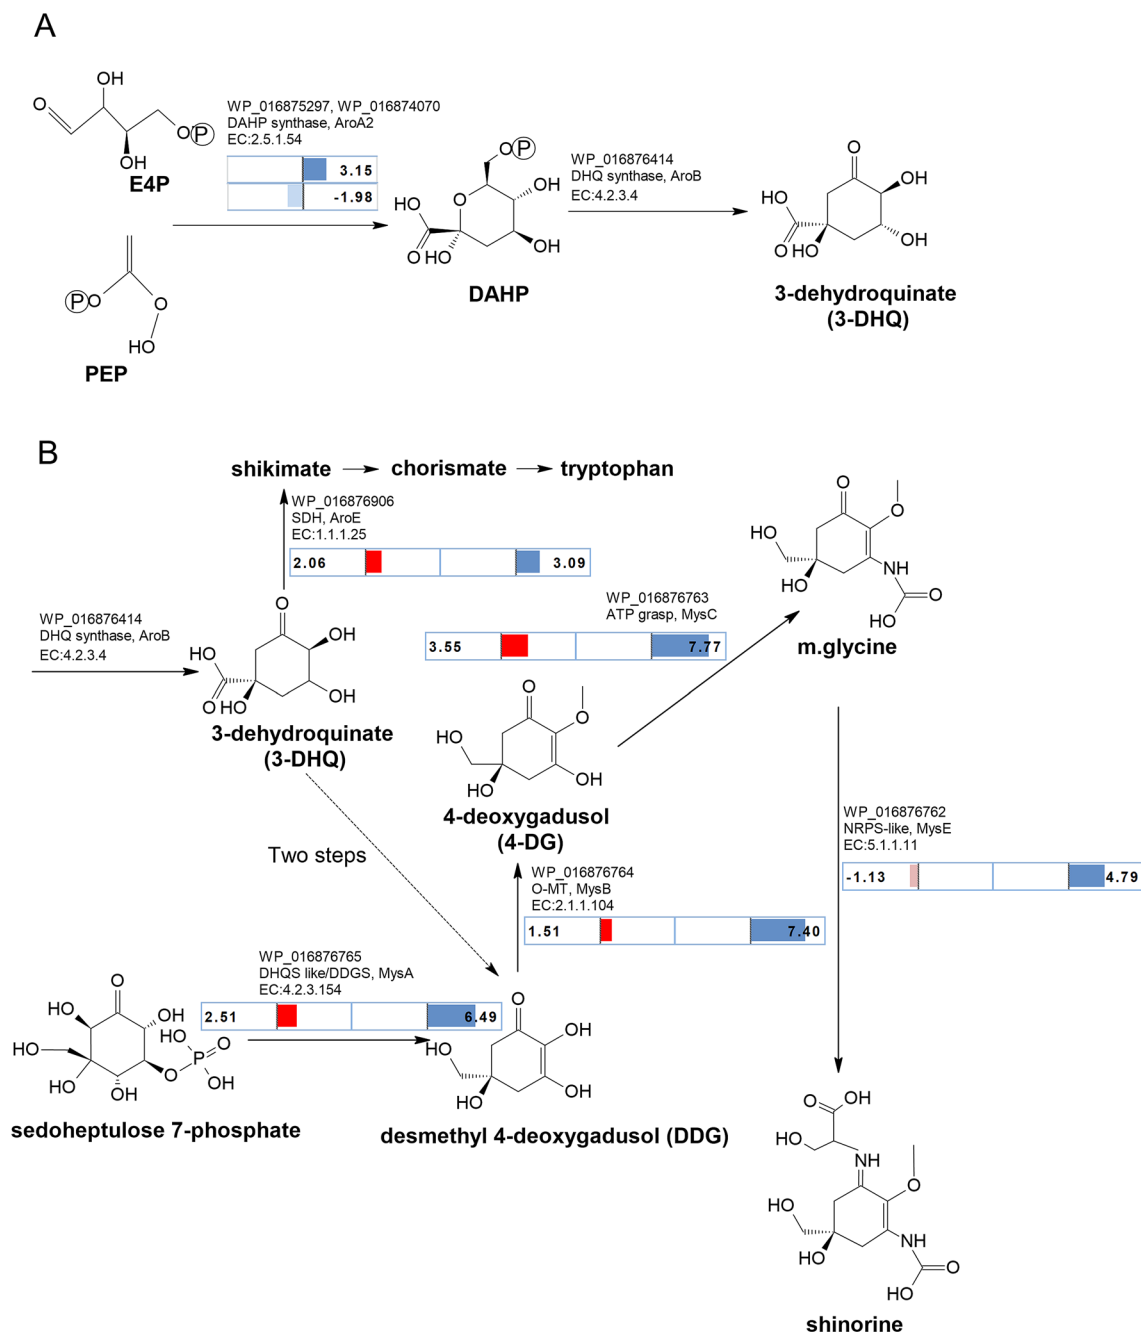 A
OH
O
O P
OH
E4P
WP_016875297, WP_016874070
DAHP synthase, AroA2
EC:2.5.1.54
3.15
-1.98
P O
O
HO
PEP
O P
HO
O
OH
O
OH
OH
DAHP
WP_016876414
DHQ synthase, AroB
EC:4.2.3.4
O
OH
HO
O
HO
OH
3-dehydroquinate
(3-DHQ)
B
shikimate
chorismate
tryptophan
WP_016876906
SDH, AroE
EC:1.1.1.25
2.06
3.09
WP_016876414
DHQ synthase, AroB
EC:4.2.3.4
O
OH
HO
O
HO
OH
3-dehydroquinate
(3-DHQ)
WP_016876763
ATP grasp, MysC
3.55
7.77
O
O
HO
HO
NH
O
HO
m.glycine
O
O
HO
HO
OH
4-deoxygadusol
(4-DG)
Two steps
WP_016876764
O-MT, MysB
EC:2.1.1.104
1.51
7.40
WP_016876762
NRPS-like, MysE
EC:5.1.1.11
-1.13
4.79
WP_016876765
DHQS like/DDGS, MysA
EC:4.2.3.154
2.51
6.49
O
HO
OH
HO
O
HO
P
HO
OH
O
OH
sedoheptulose 7-phosphate
O
OH
HO
HO
OH
desmethyl 4-deoxygadusol (DDG)
O
OH
HO
NH
O
HO
HO
NH
O
HO
shinorine